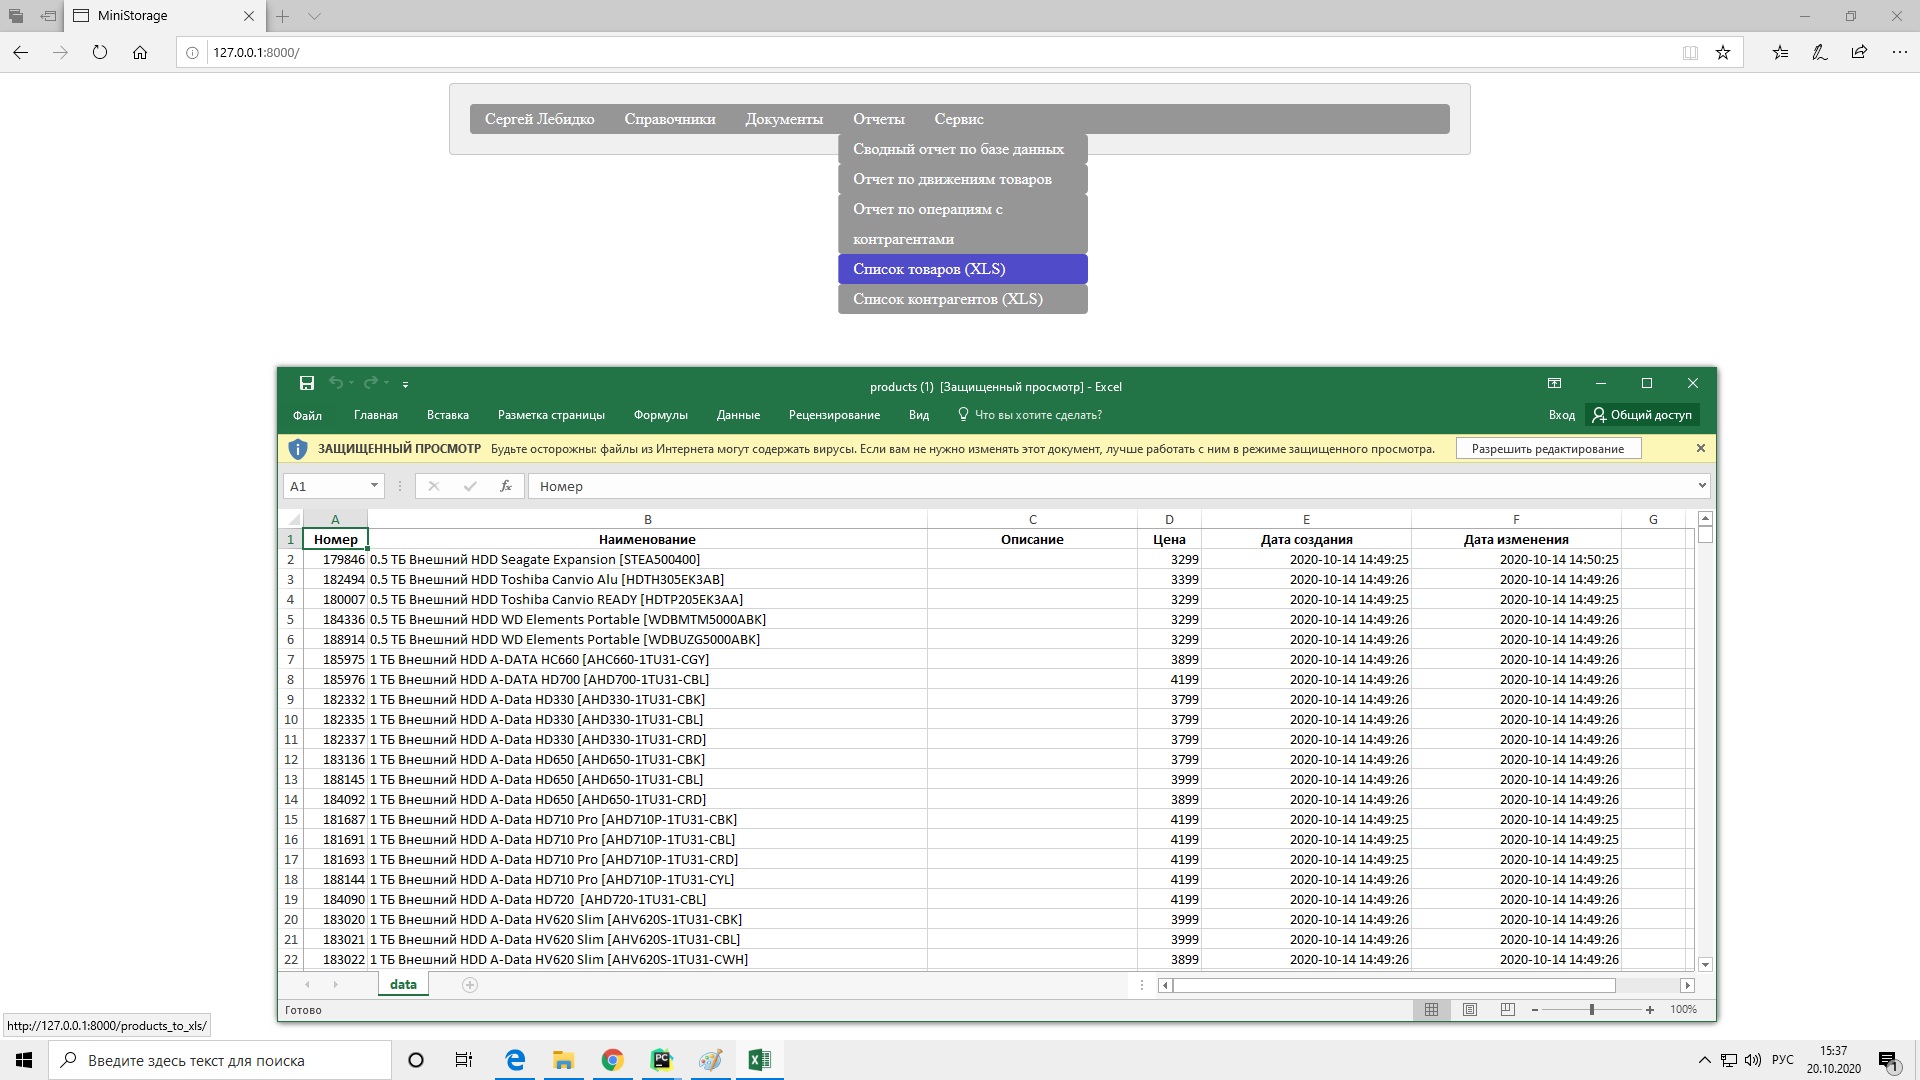 MiniStorage
127.0.0.1:8000/
Сергей Лебидко Справочники Документы Отчеты Сервис
Сводный отчет по базе данных
Отчет по движениям товаров
Отчет по операциям с
контрагентами
Список товаров (XLS)
Список контрагентов (XLS)
products (1) [Защищенный просмотр] - Excel
Файл Главная Вставка Разметка страницы Формулы Данные Рецензирование Вид Что вы хотите сделать? Вход Общий доступ
ЗАЩИЩЕННЫЙ ПРОСМОТР Будьте осторожны: файлы из Интернета могут содержать вирусы. Если вам не нужно изменять этот документ, лучше работать с ним в режиме защищенного просмотра. Разрешить редактирование
A1 fx Номер
A B C D E F G
1 Номер Наименование Описание Цена Дата создания Дата изменения
2 179846 0.5 ТБ Внешний HDD Seagate Expansion [STEA500400] 3299 2020-10-14 14:49:25 2020-10-14 14:50:25
3 182494 0.5 ТБ Внешний HDD Toshiba Canvio Alu [HDTH305EK3AB] 3399 2020-10-14 14:49:26 2020-10-14 14:49:26
4 180007 0.5 ТБ Внешний HDD Toshiba Canvio READY [HDTP205EK3AA] 3299 2020-10-14 14:49:25 2020-10-14 14:49:25
5 184336 0.5 ТБ Внешний HDD WD Elements Portable [WDBMTM5000ABK] 3299 2020-10-14 14:49:26 2020-10-14 14:49:26
6 188914 0.5 ТБ Внешний HDD WD Elements Portable [WDBUZG5000ABK] 3299 2020-10-14 14:49:26 2020-10-14 14:49:26
7 185975 1 ТБ Внешний HDD A-DATA HC660 [AHC660-1TU31-CGY] 3899 2020-10-14 14:49:26 2020-10-14 14:49:26
8 185976 1 ТБ Внешний HDD A-DATA HD700 [AHD700-1TU31-CBL] 4199 2020-10-14 14:49:26 2020-10-14 14:49:26
9 182332 1 ТБ Внешний HDD A-Data HD330 [AHD330-1TU31-CBK] 3799 2020-10-14 14:49:26 2020-10-14 14:49:26
10 182335 1 ТБ Внешний HDD A-Data HD330 [AHD330-1TU31-CBL] 3799 2020-10-14 14:49:26 2020-10-14 14:49:26
11 182337 1 ТБ Внешний HDD A-Data HD330 [AHD330-1TU31-CRD] 3799 2020-10-14 14:49:26 2020-10-14 14:49:26
12 183136 1 ТБ Внешний HDD A-Data HD650 [AHD650-1TU31-CBK] 3799 2020-10-14 14:49:26 2020-10-14 14:49:26
13 188145 1 ТБ Внешний HDD A-Data HD650 [AHD650-1TU31-CBL] 3999 2020-10-14 14:49:26 2020-10-14 14:49:26
14 184092 1 ТБ Внешний HDD A-Data HD650 [AHD650-1TU31-CRD] 3899 2020-10-14 14:49:26 2020-10-14 14:49:26
15 181687 1 ТБ Внешний HDD A-Data HD710 Pro [AHD710P-1TU31-CBK] 4199 2020-10-14 14:49:25 2020-10-14 14:49:25
16 181691 1 ТБ Внешний HDD A-Data HD710 Pro [AHD710P-1TU31-CBL] 4199 2020-10-14 14:49:25 2020-10-14 14:49:25
17 181693 1 ТБ Внешний HDD A-Data HD710 Pro [AHD710P-1TU31-CRD] 4199 2020-10-14 14:49:25 2020-10-14 14:49:25
18 188144 1 ТБ Внешний HDD A-Data HD710 Pro [AHD710P-1TU31-CYL] 4199 2020-10-14 14:49:26 2020-10-14 14:49:26
19 184090 1 ТБ Внешний HDD A-Data HD720 [AHD720-1TU31-CBL] 4199 2020-10-14 14:49:26 2020-10-14 14:49:26
20 183020 1 ТБ Внешний HDD A-Data HV620 Slim [AHV620S-1TU31-CBK] 3999 2020-10-14 14:49:26 2020-10-14 14:49:26
21 183021 1 ТБ Внешний HDD A-Data HV620 Slim [AHV620S-1TU31-CBL] 3999 2020-10-14 14:49:26 2020-10-14 14:49:26
22 183022 1 ТБ Внешний HDD A-Data HV620 Slim [AHV620S-1TU31-CWH] 3899 2020-10-14 14:49:26 2020-10-14 14:49:26
data
Готово 100%
http://127.0.0.1:8000/products_to_xls/
Введите здесь текст для поиска
РУС
15:37
20.10.2020
1